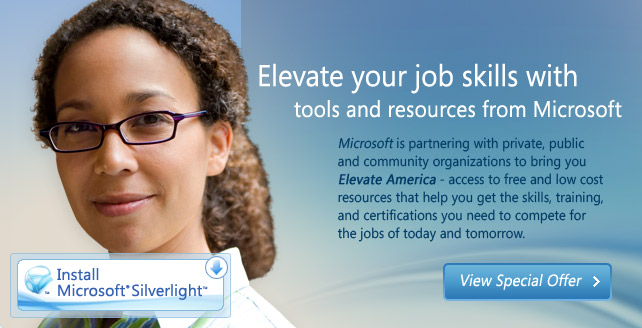 Elevate your job skills with
tools and resources from Microsoft
Microsoft is partnering with private, public
and community organizations to bring you
Elevate America - access to free and low cost
resources that help you get the skills, training,
and certifications you need to compete for
the jobs of today and tomorrow.
View Special Offer
Install
Microsoft® Silverlight™